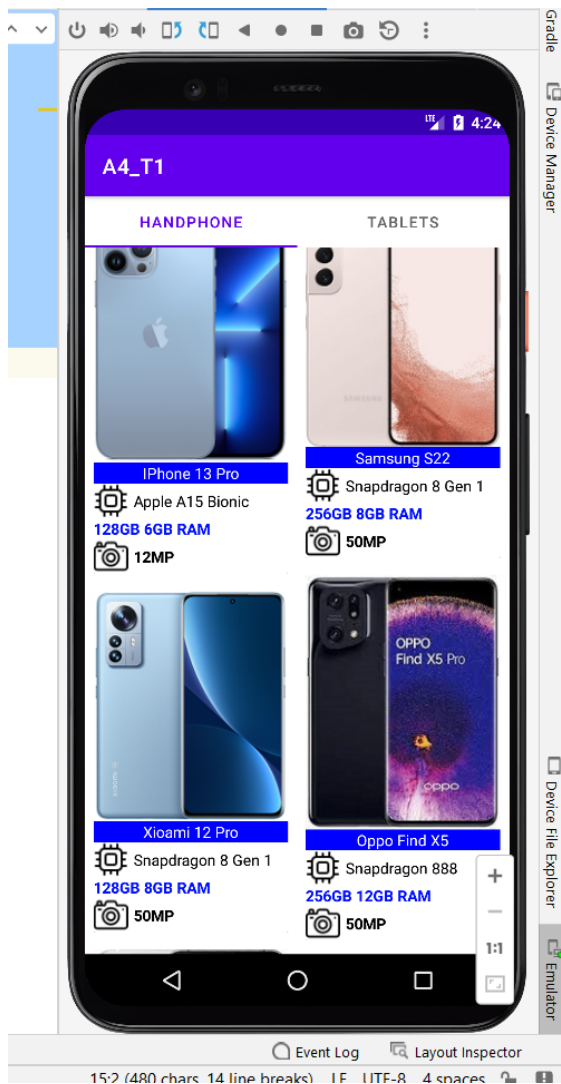 LTE 4:24
A4_T1
HANDPHONE TABLETS
SAMSUNG
IPhone 13 Pro
Apple A15 Bionic
128GB 6GB RAM
12MP
Samsung S22
Snapdragon 8 Gen 1
256GB 8GB RAM
50MP
Xioami 12 Pro
Snapdragon 8 Gen 1
128GB 8GB RAM
50MP
OPPO
Find X5 Pro
oppo
Oppo Find X5
Snapdragon 888
256GB 12GB RAM
50MP
1:1
Gradle
Device Manager
Device File Explorer
Emulator
Event Log Layout Inspector
15:2 (480 chars, 14 line breaks) LF UTF-8 4 spaces